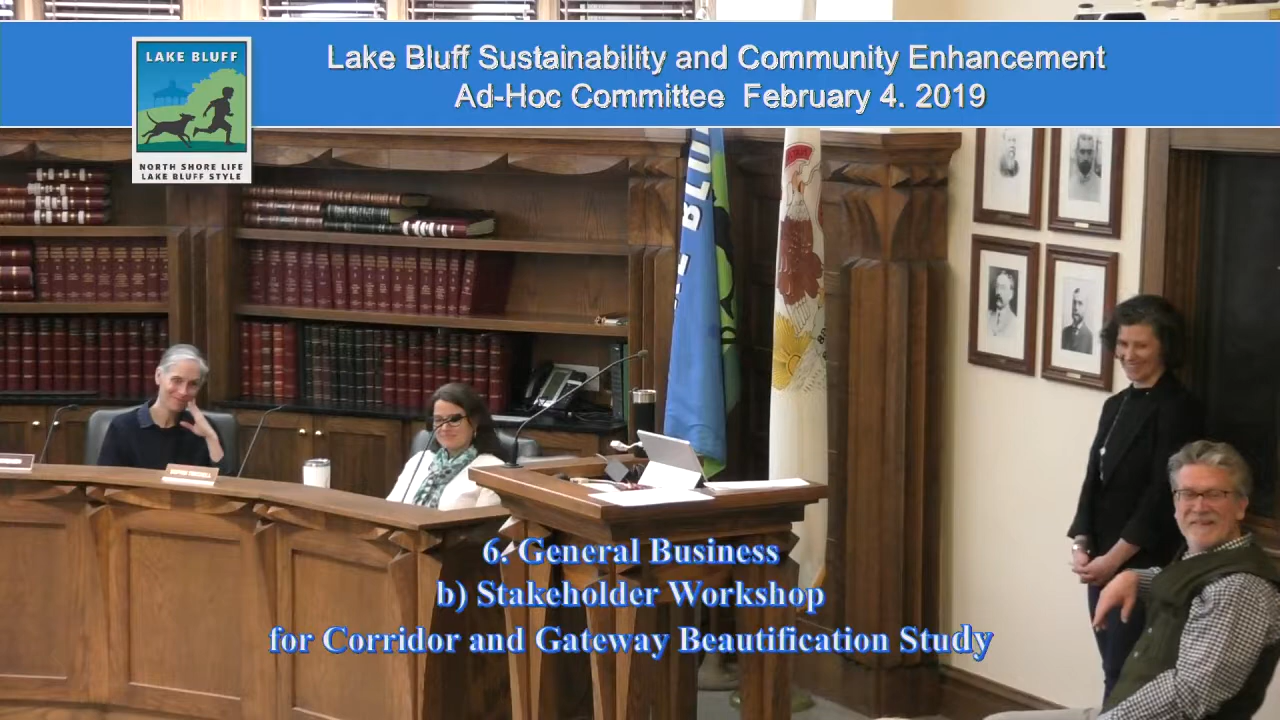 LAKE BLUFF
NORTH SHORE LIFE
LAKE BLUFF STYLE
Lake Bluff Sustainability and Community Enhancement
Ad-Hoc Committee February 4. 2019
6. General Business
b) Stakeholder Workshop
for Corridor and Gateway Beautification Study